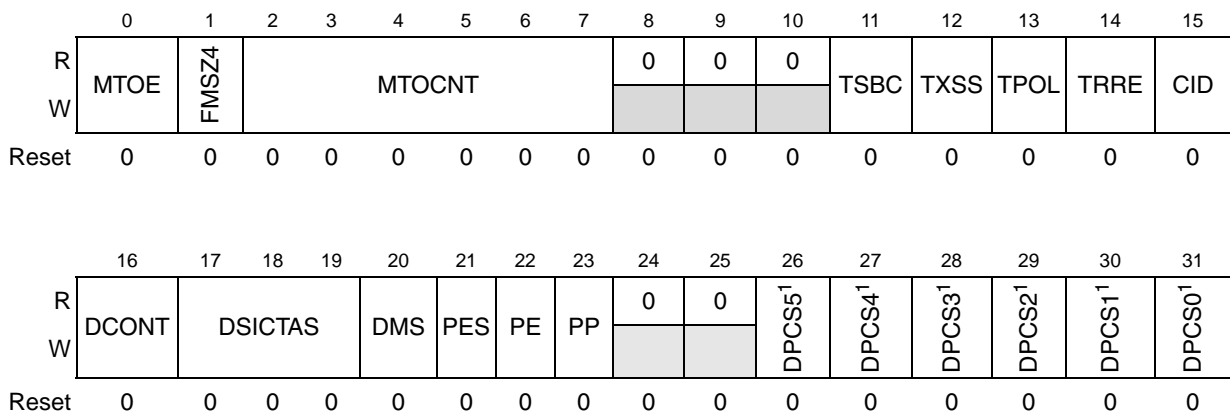 0 1 2 3 4 5 6 7 8 9 10 11 12 13 14 15
R MTOE FMSZ4 MTOCNT 0 0 0 TSBC TXSS TPOL TRRE CID
W
Reset 0 0 0 0 0 0 0 0 0 0 0 0 0 0 0 0
16 17 18 19 20 21 22 23 24 25 26 27 28 29 30 31
R DCONT DSICTAS DMS PES PE PP 0 0 DPCS5¹ DPCS4¹ DPCS3¹ DPCS2¹ DPCS1¹ DPCS0¹
W
Reset 0 0 0 0 0 0 0 0 0 0 0 0 0 0 0 0